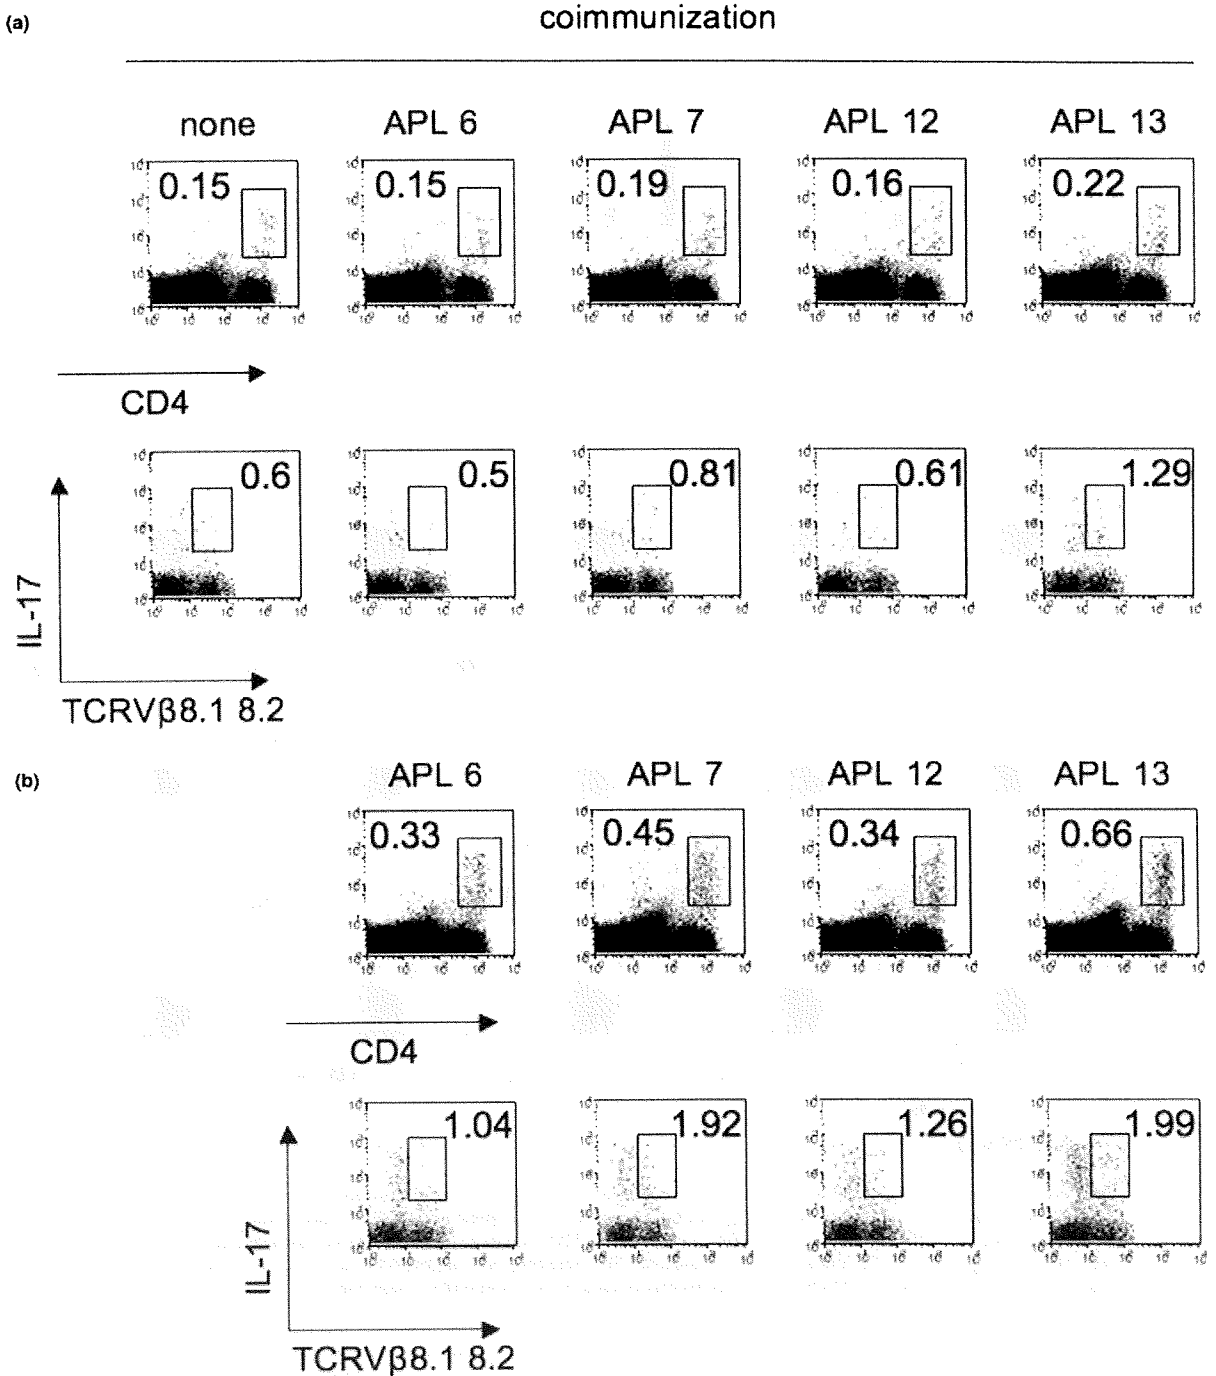 (a)
coimmunization
none APL 6 APL 7 APL 12 APL 13
0.15 0.15 0.19 0.16 0.22
CD4
0.6 0.5 0.81 0.61 1.29
IL-17
TCRVβ8.1 8.2
(b)
APL 6 APL 7 APL 12 APL 13
0.33 0.45 0.34 0.66
CD4
1.04 1.92 1.26 1.99
IL-17
TCRVβ8.1 8.2